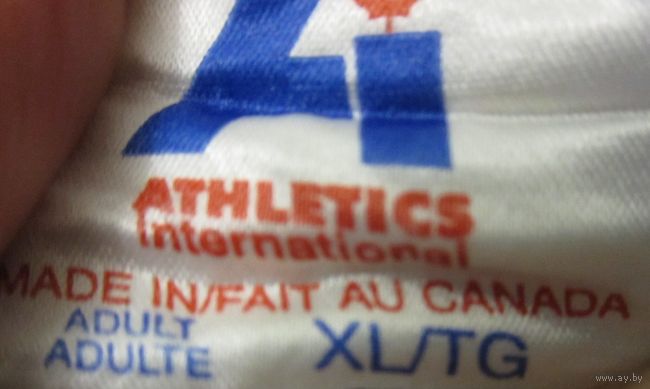 Ai
ATHLETICS
international
MADE IN/FAIT AU CANADA
ADULT
ADULTE
XL/TG
www.ay.by